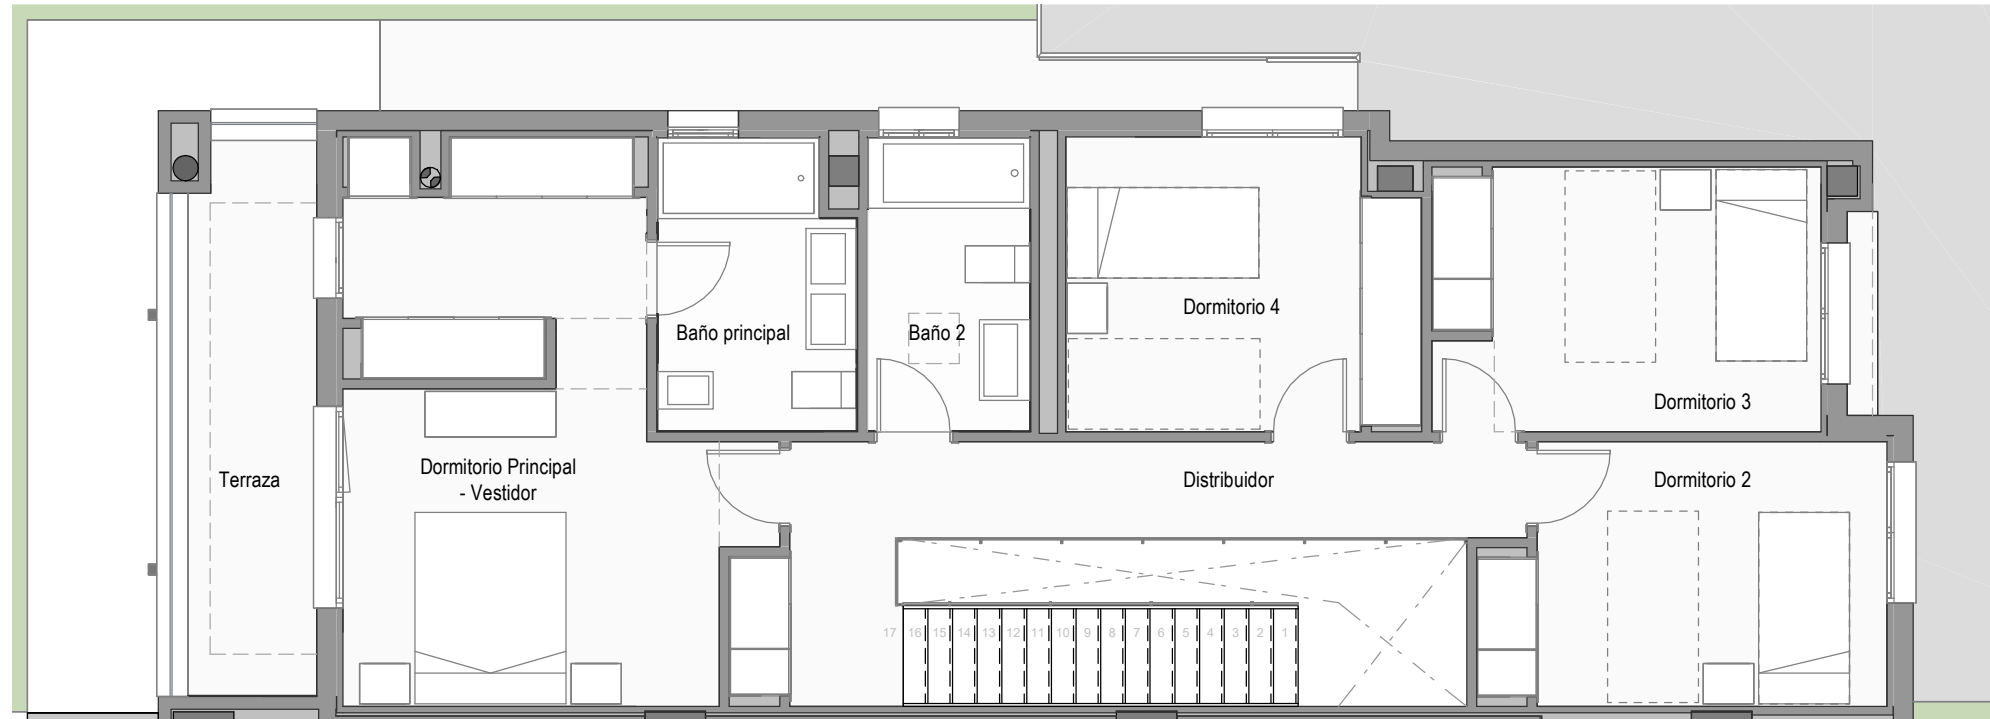 Dormitorio 4
Baño principal
Baño 2
Dormitorio 3
Dormitorio Principal
- Vestidor
Terraza
Distribuidor
Dormitorio 2
17 16 15 14 13 12 11 10 9 8 7 6 5 4 3 2 1